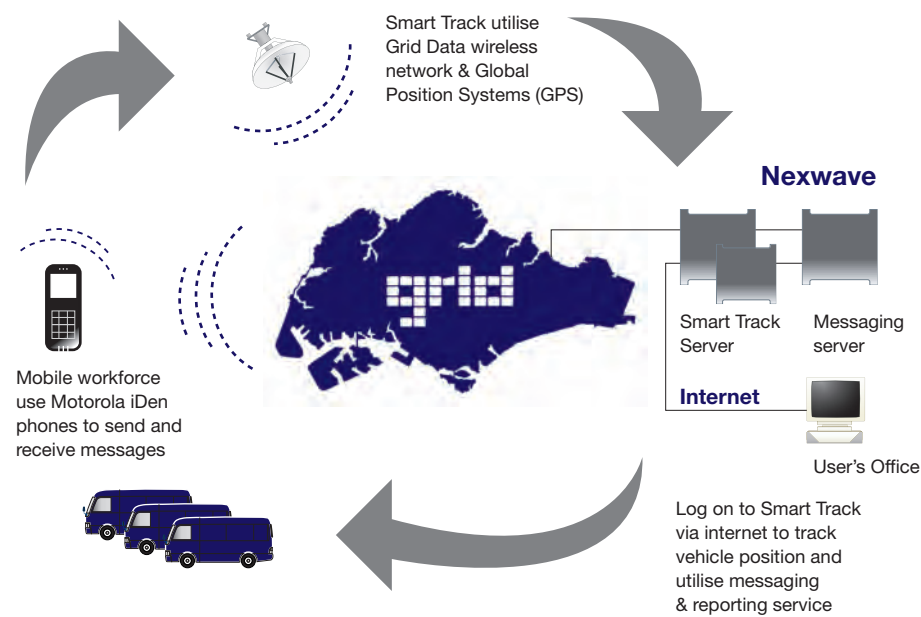 Smart Track utilise
Grid Data wireless
network & Global
Position Systems (GPS)
Nexwave
grid
Smart Track
Server
Messaging
server
Internet
User's Office
Mobile workforce
use Motorola iDen
phones to send and
receive messages
Log on to Smart Track
via internet to track
vehicle position and
utilise messaging
& reporting service